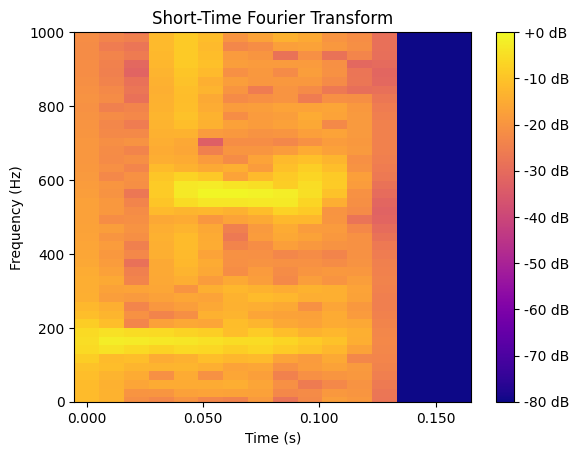 Short-Time Fourier Transform
1000
800
600
400
200
0
Frequency (Hz)
0.000
0.050
0.100
0.150
Time (s)
+0 dB
-10 dB
-20 dB
-30 dB
-40 dB
-50 dB
-60 dB
-70 dB
-80 dB